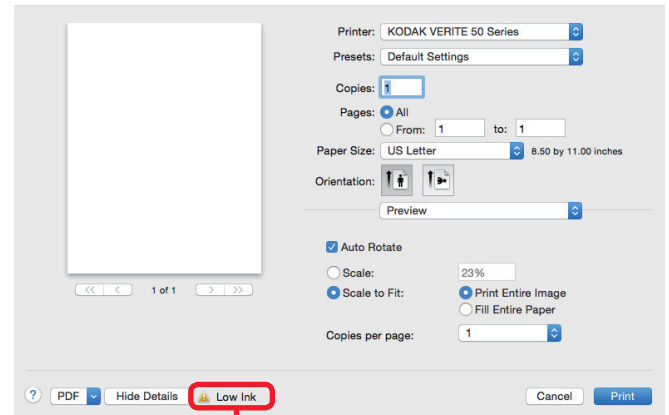 Printer: KODAK VERITE 50 Series
Presets: Default Settings
Copies: 1
Pages: All
From: 1 to: 1
Paper Size: US Letter 8.50 by 11.00 inches
Orientation:
Preview
Auto Rotate
Scale: 23%
Scale to Fit: Print Entire Image
Fill Entire Paper
Copies per page: 1
<< < 1 of 1 > >>
? PDF Hide Details Low Ink Cancel Print